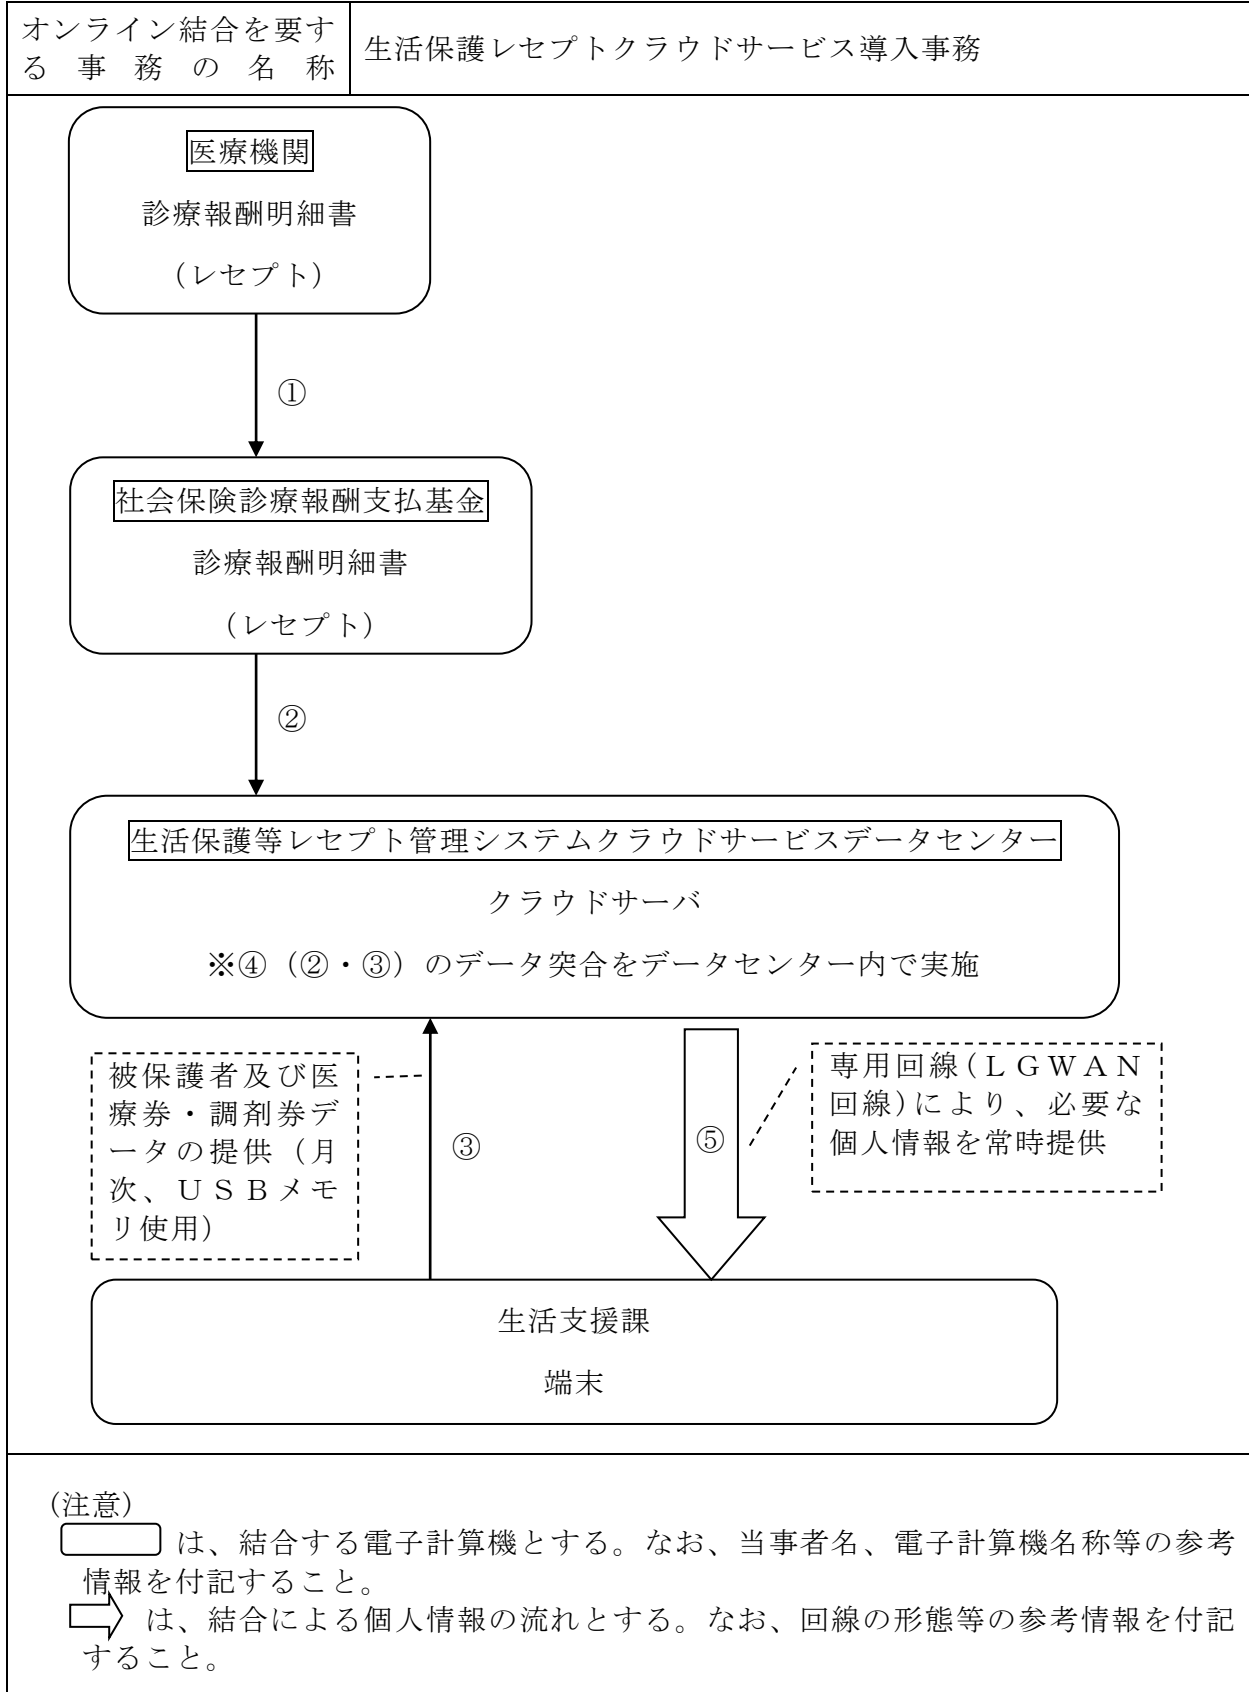 オンライン結合を要す
る事務の名称
生活保護レセプトクラウドサービス導入事務
医療機関
診療報酬明細書
（レセプト）
①
社会保険診療報酬支払基金
診療報酬明細書
（レセプト）
②
生活保護等レセプト管理システムクラウドサービスデータセンター
クラウドサーバ
※④（②・③）のデータ突合をデータセンター内で実施
被保護者及び医
療券・調剤券デ
ータの提供（月
次、ＵＳＢメモ
リ使用）
③
⑤
専用回線（ＬＧＷＡＮ
回線）により、必要な
個人情報を常時提供
生活支援課
端末
（注意）
は、結合する電子計算機とする。なお、当事者名、電子計算機名称等の参考
情報を付記すること。
は、結合による個人情報の流れとする。なお、回線の形態等の参考情報を付記
すること。